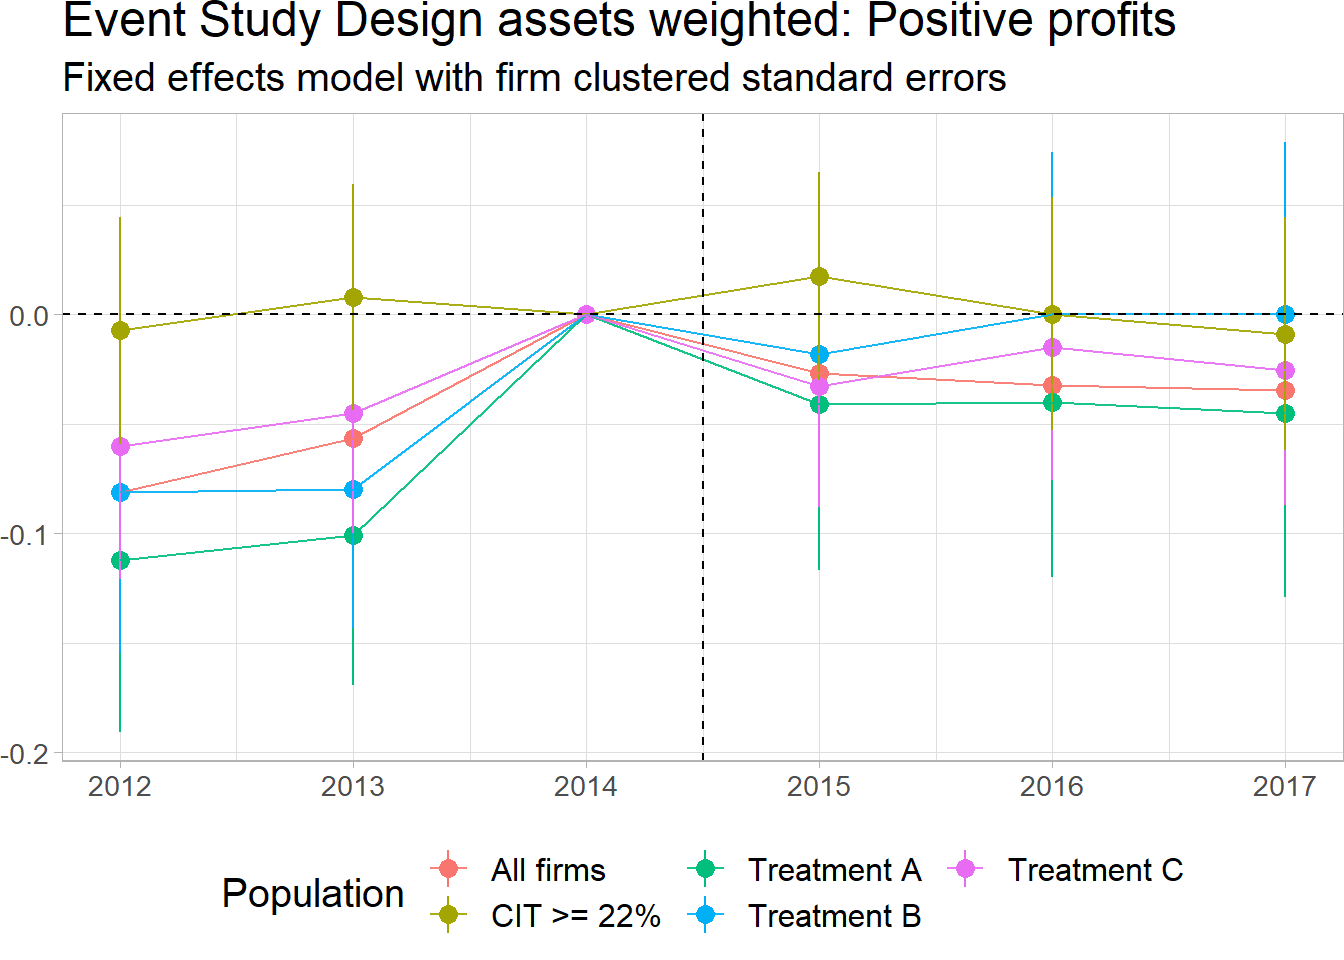 Event Study Design assets weighted: Positive profits
Fixed effects model with firm clustered standard errors
0.0
-0.1
-0.2
2012 2013 2014 2015 2016 2017
Population
All firms Treatment A Treatment C
CIT >= 22% Treatment B